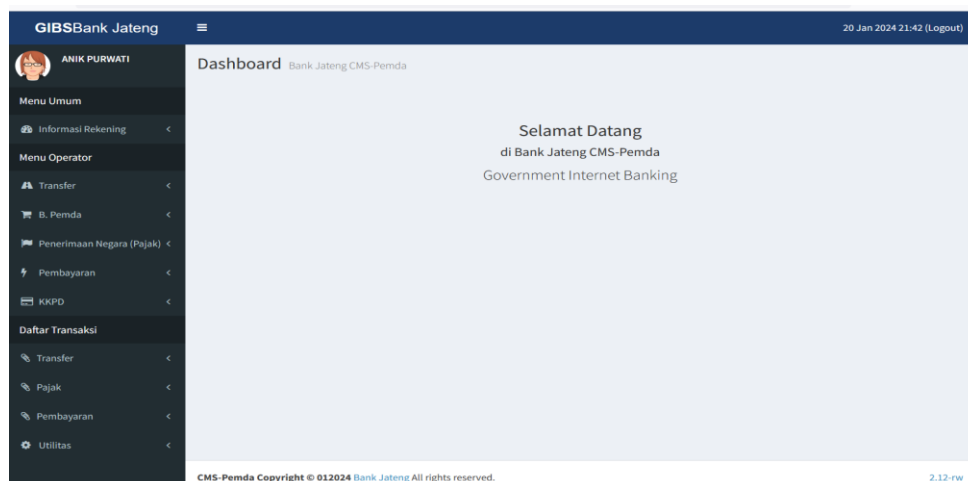 GIBSBank Jateng
20 Jan 2024 21:42 (Logout)
ANIK PURWATI
Dashboard Bank Jateng CMS-Pemda
Menu Umum
Informasi Rekening
Menu Operator
Transfer
B. Pemda
Penerimaan Negara (Pajak)
Pembayaran
KKPD
Daftar Transaksi
Transfer
Pajak
Pembayaran
Utilitas
Selamat Datang
di Bank Jateng CMS-Pemda
Government Internet Banking
CMS-Pemda Copyright © 012024 Bank Jateng All rights reserved.
2.12-rw